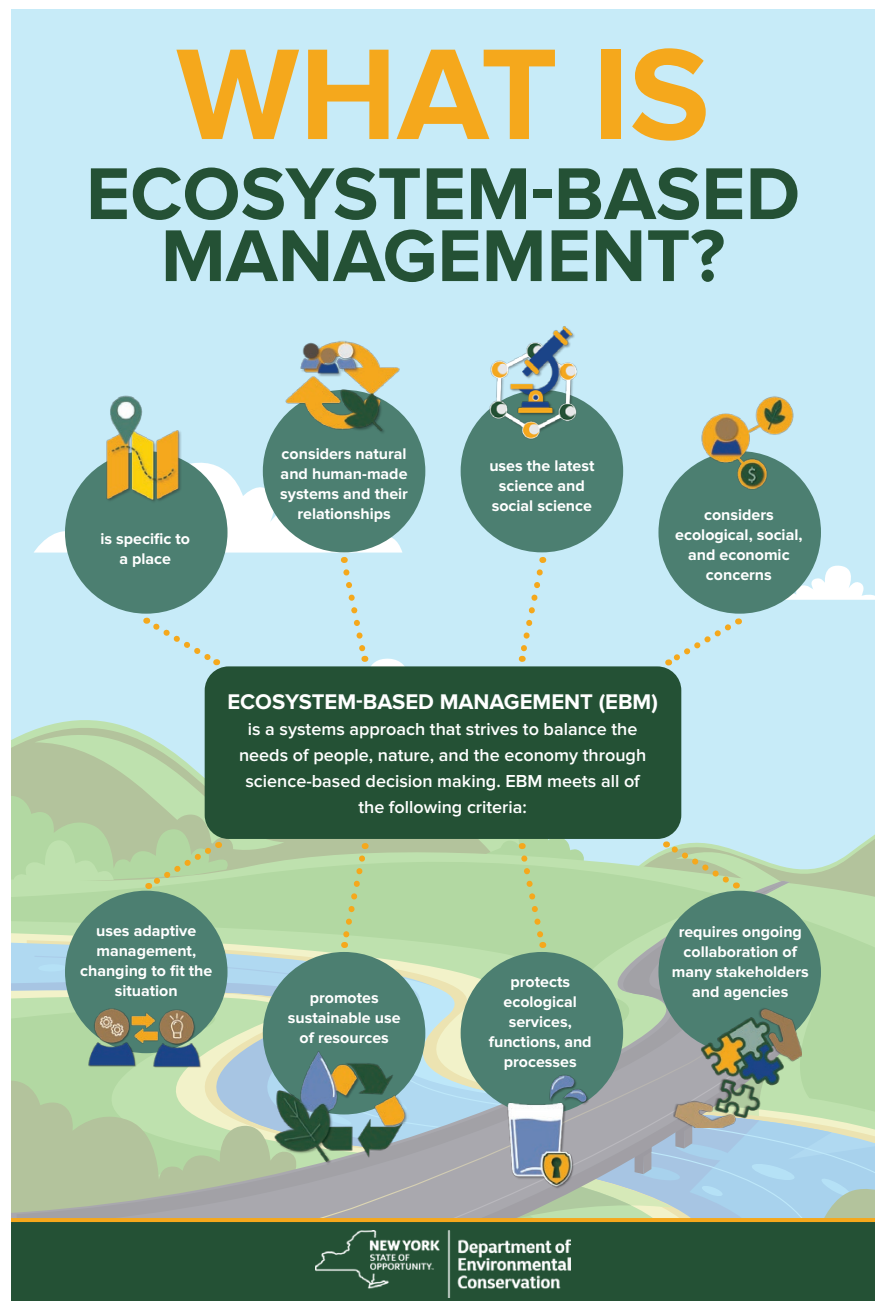 WHAT IS
ECOSYSTEM-BASED
MANAGEMENT?
is specific to
a place
considers natural
and human-made
systems and their
relationships
uses the latest
science and
social science
considers
ecological, social,
and economic
concerns
$
ECOSYSTEM-BASED MANAGEMENT (EBM)
is a systems approach that strives to balance the
needs of people, nature, and the economy through
science-based decision making. EBM meets all of
the following criteria:
uses adaptive
management,
changing to fit the
situation
promotes
sustainable use
of resources
protects
ecological
services,
functions, and
processes
requires ongoing
collaboration of
many stakeholders
and agencies
NEW YORK
STATE OF
OPPORTUNITY.
Department of
Environmental
Conservation